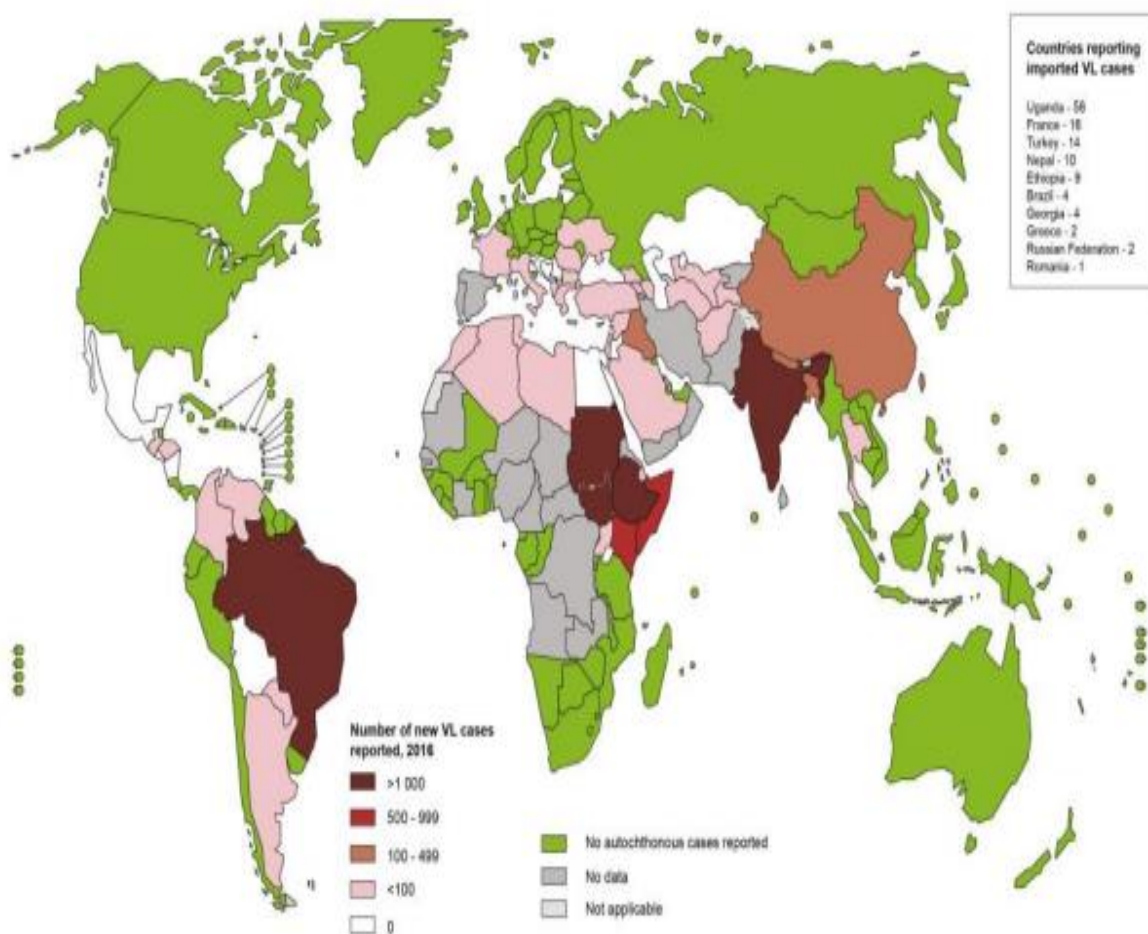 Countries reporting
imported VL cases
Uganda - 58
France - 16
Turkey - 14
Nepal - 10
Ethiopia - 9
Brazil - 4
Georgia - 4
Greece - 2
Russian Federation - 2
Romania - 1
Number of new VL cases
reported, 2016
>1 000
500 - 999
100 - 499
<100
0
No autochthonous cases reported
No data
Not applicable